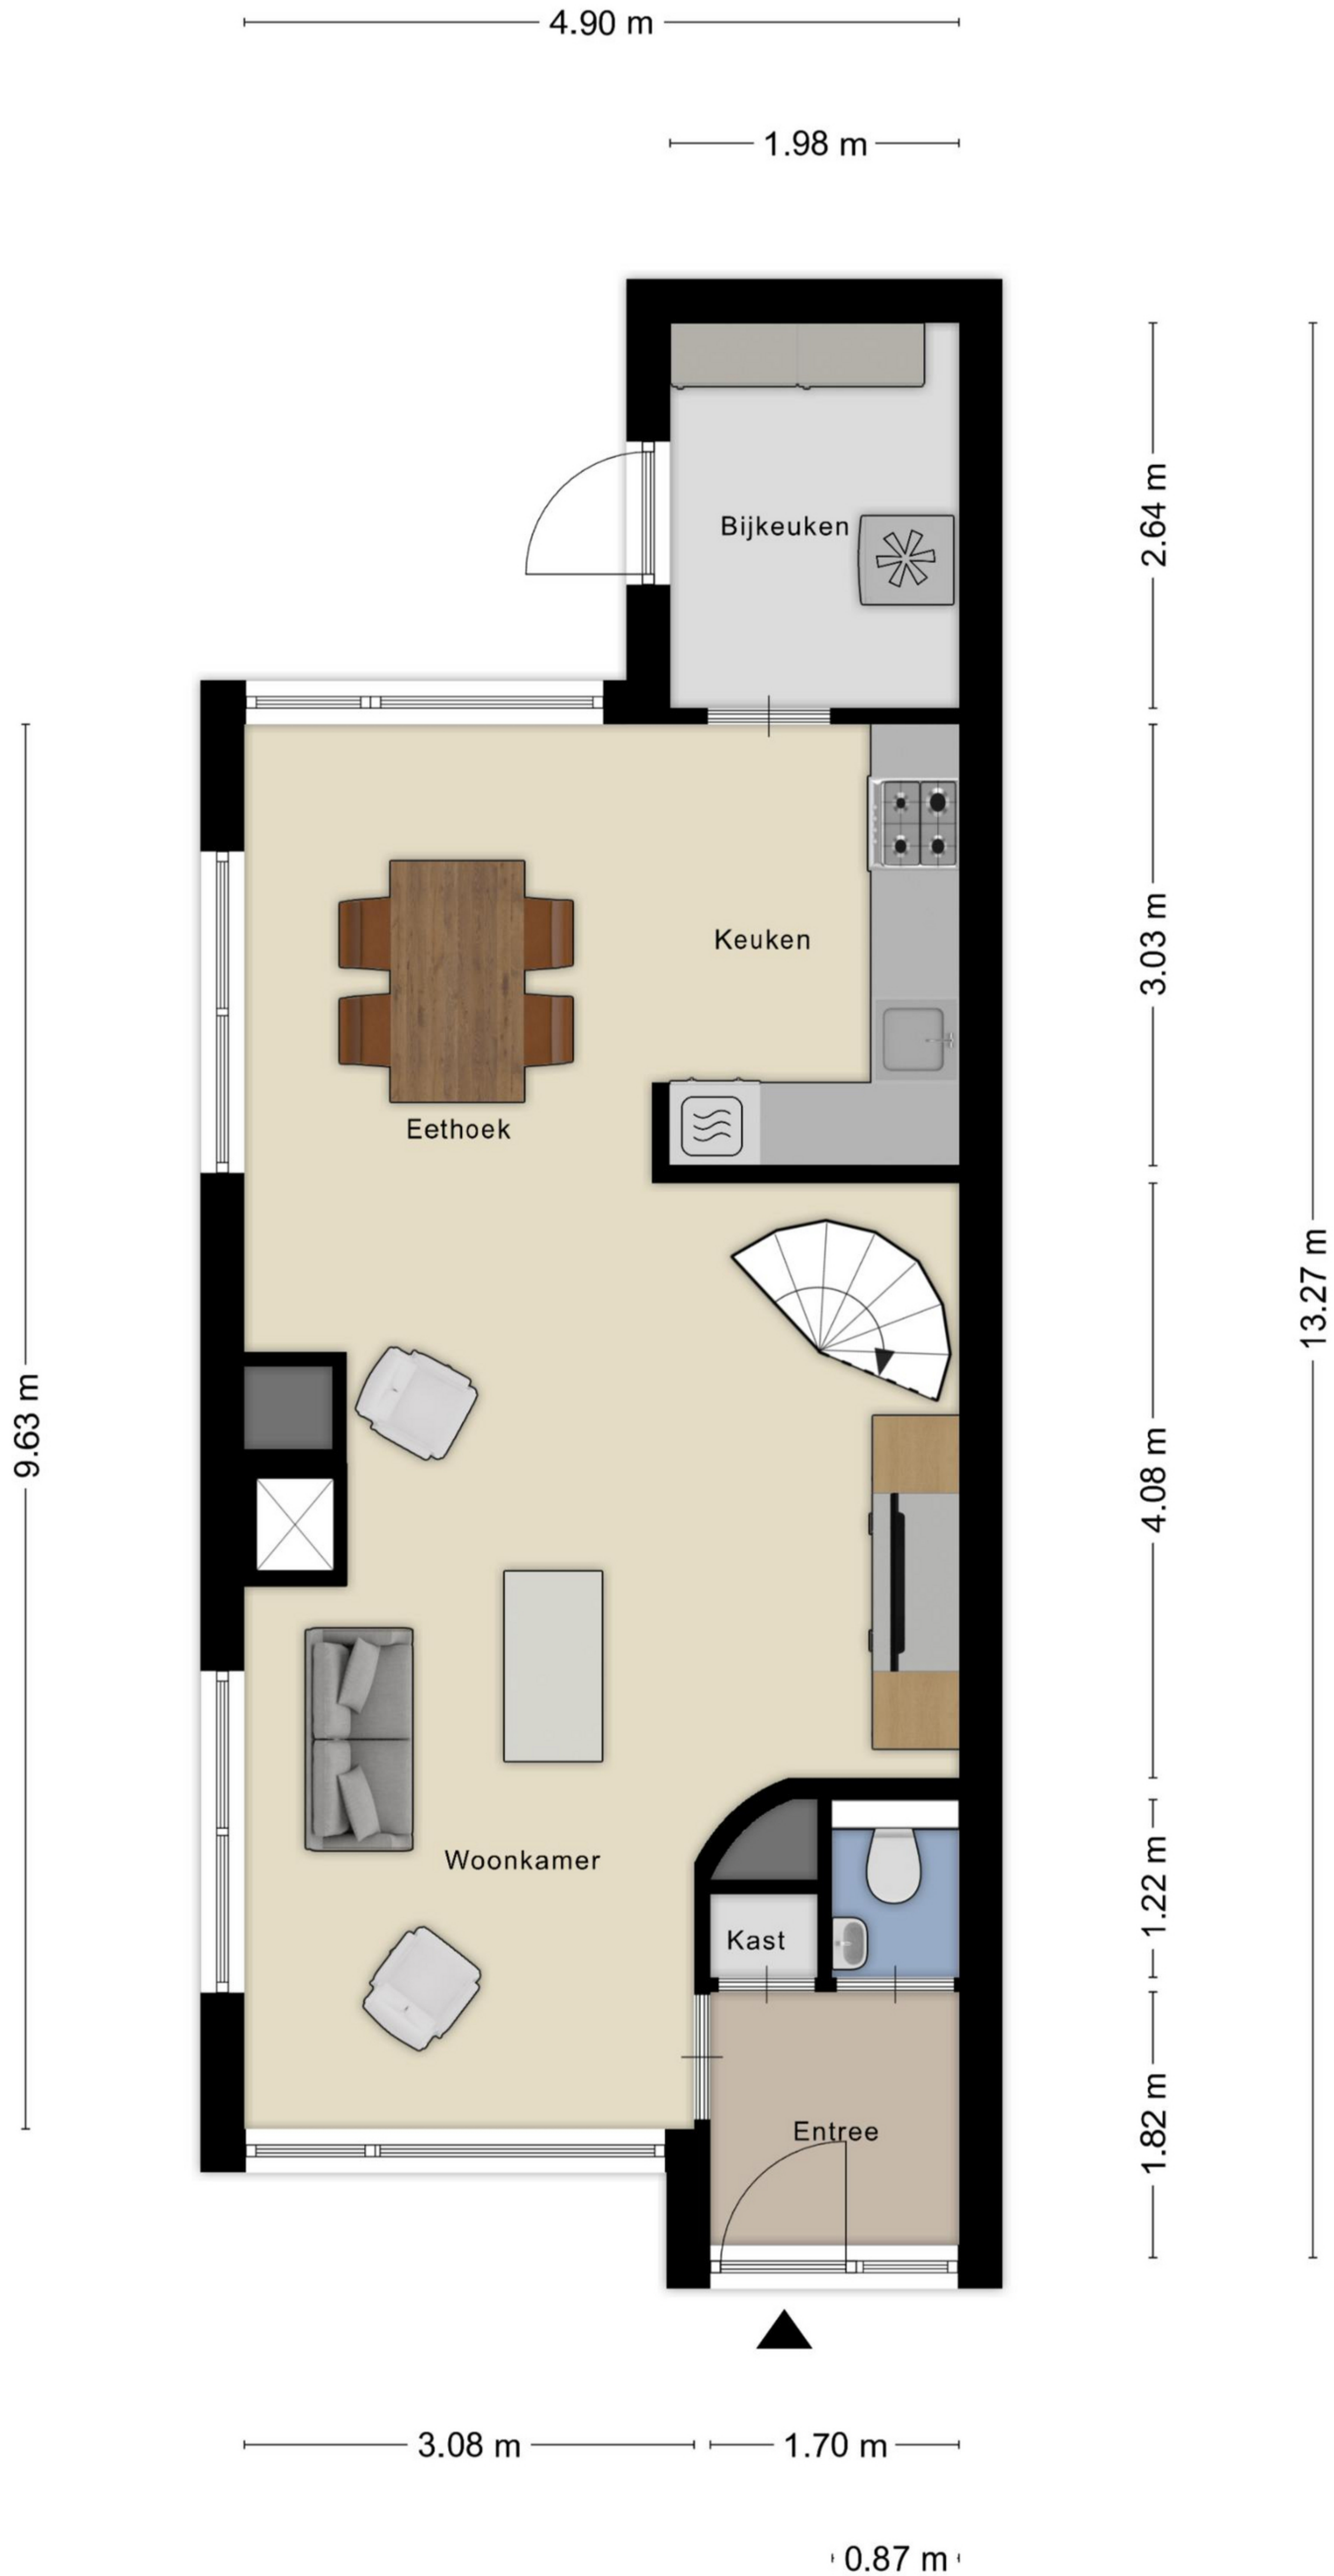 4.90 m
1.98 m
2.64 m
Bijkeuken
3.03 m
Keuken
Eethoek
13.27 m
9.63 m
4.08 m
Woonkamer
1.22 m
Kast
1.82 m
Entree
3.08 m
1.70 m
0.87 m